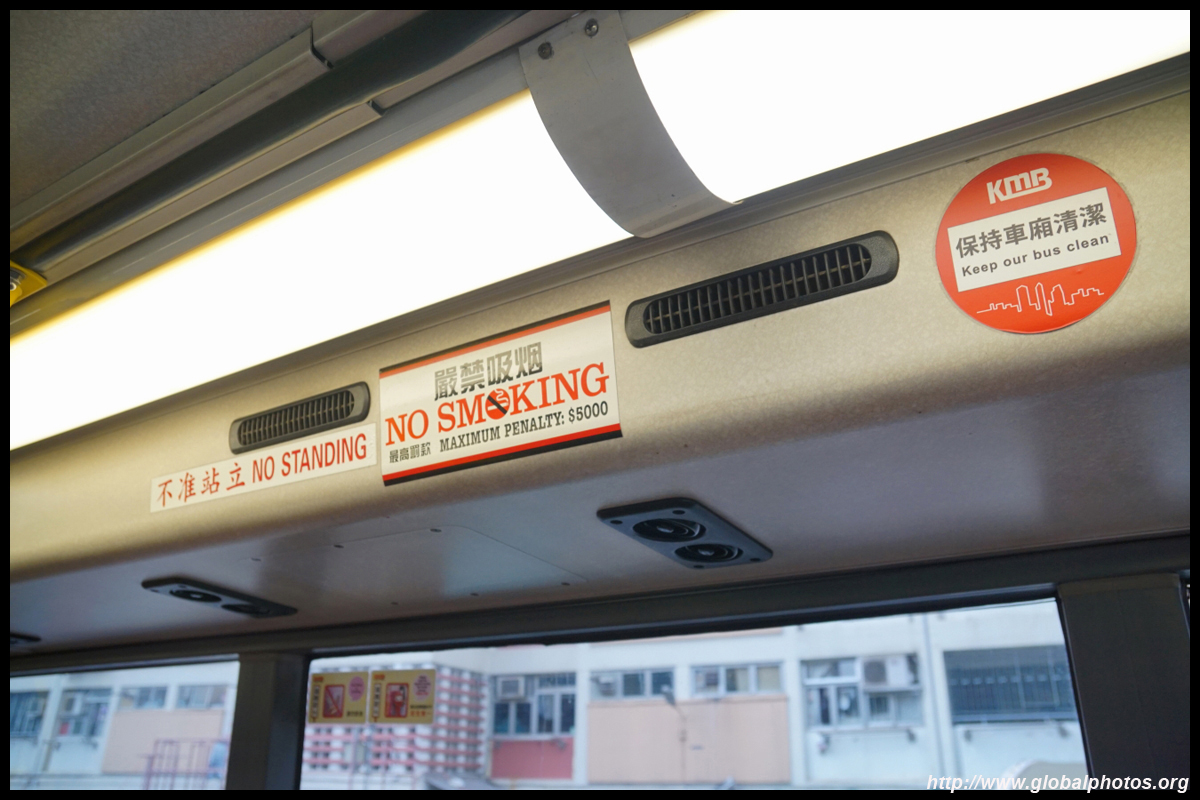 KMB
保持車廂清潔
Keep our bus clean
嚴禁吸烟
NO SMOKING
最高罰款 MAXIMUM PENALTY: $5000
不准站立 NO STANDING
http://www.globalphotos.org